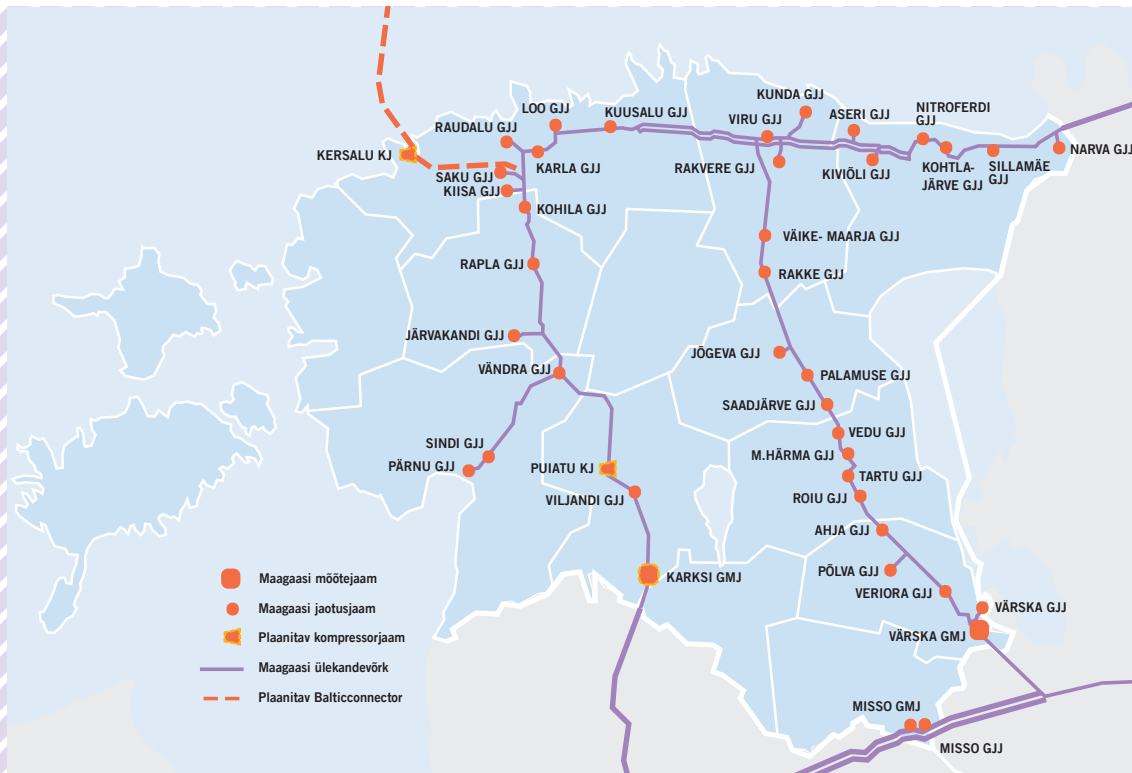 KUNDA GJJ
LOO GJJ
KUUSALU GJJ
VIRU GJJ
ASERI GJJ
NITROFERDI
GJJ
RAUDALU GJJ
KERSALU KJ
KARLA GJJ
RAKVERE GJJ
KIVIÕLI GJJ
KOHTLA-
JÄRVE GJJ
SILLAMÄE
GJJ
NARVA GJJ
SAKU GJJ
KIISA GJJ
KOHILA GJJ
VÄIKE- MAARJA GJJ
RAPLA GJJ
RAKKE GJJ
JÄRVAKANDI GJJ
JÕGEVA GJJ
VÄNDRA GJJ
PALAMUSE GJJ
SAADJÄRVE GJJ
VEDU GJJ
SINDI GJJ
M.HÄRMA GJJ
PÄRNU GJJ
PUIATU KJ
TARTU GJJ
VILJANDI GJJ
ROIU GJJ
AHJA GJJ
KARKSI GMJ
PÕLVA GJJ
VERIORA GJJ
VÄRSKA GJJ
VÄRSKA GMJ
MISSO GMJ
MISSO GJJ
Maagaasi mõõtejaam
Maagaasi jaotusjaam
Plaanitav kompressorjaam
Maagaasi ülekandevõrk
Plaanitav Balticconnector